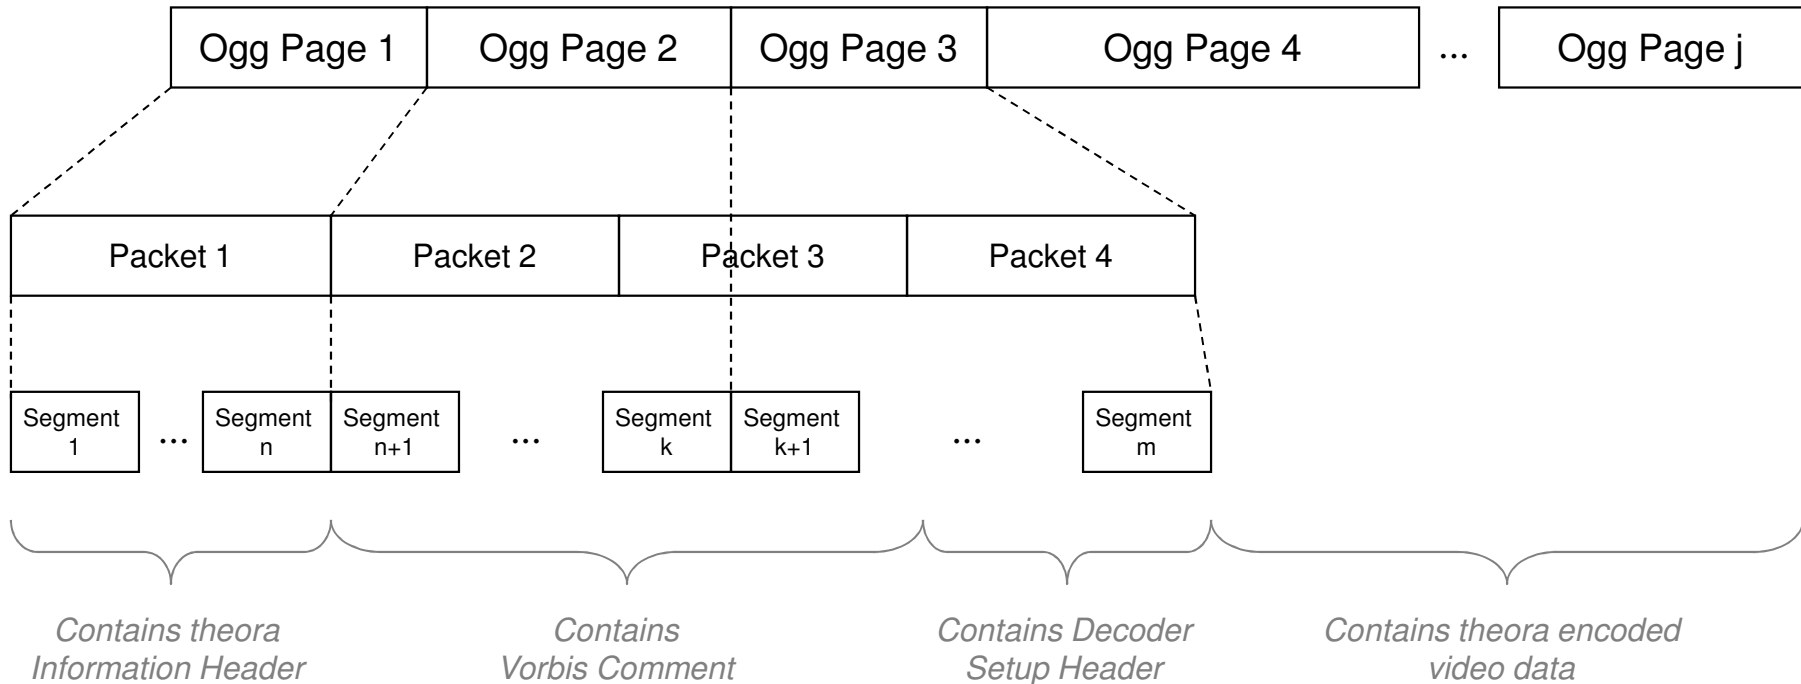 Ogg Page 1
Ogg Page 2
Ogg Page 3
Ogg Page 4
...
Ogg Page j
Packet 1
Packet 2
Packet 3
Packet 4
Segment
1
...
Segment
n
Segment
n+1
...
Segment
k
Segment
k+1
...
Segment
m
Contains theora
Information Header
Contains
Vorbis Comment
Contains Decoder
Setup Header
Contains theora encoded
video data